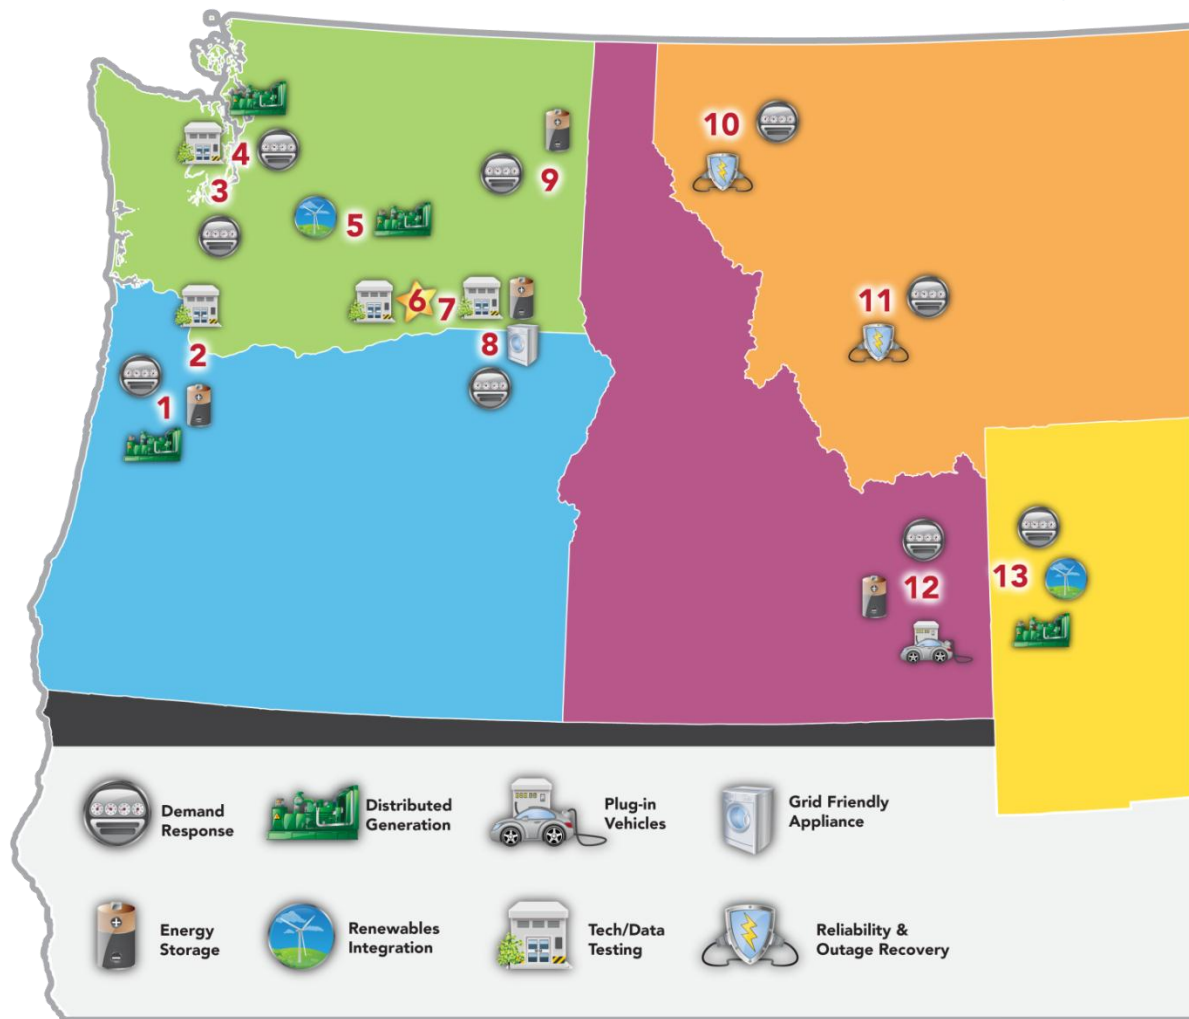 10
4
3
9
5
6
7
11
8
2
1
12
13
Demand
Response
Distributed
Generation
Plug-in
Vehicles
Grid Friendly
Appliance
Energy
Storage
Renewables
Integration
Tech/Data
Testing
Reliability &
Outage Recovery